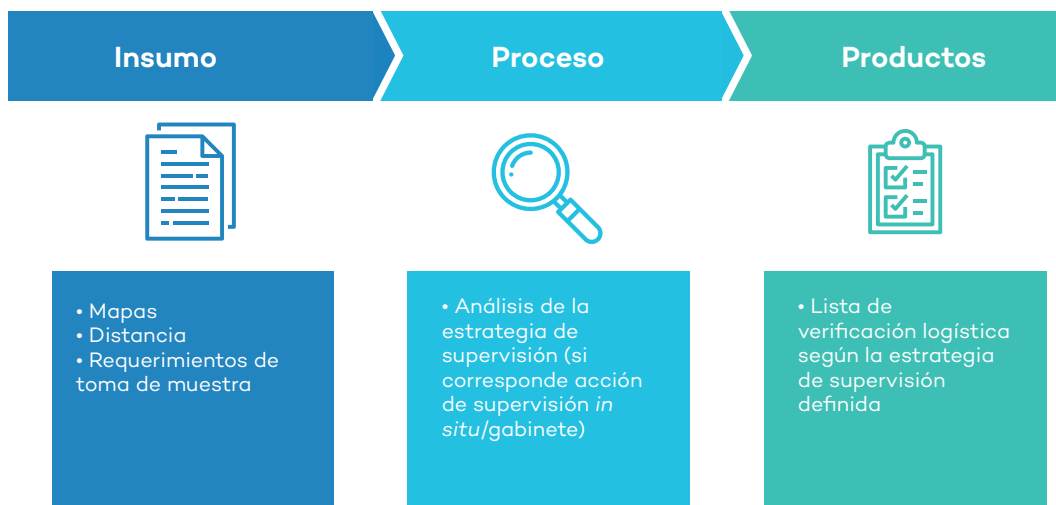 Insumo
Proceso
Productos
• Mapas
• Distancia
• Requerimientos de
toma de muestra
• Análisis de la
estrategia de
supervisión (si
corresponde acción
de supervisión in
situ/gabinete)
• Lista de
verificación logística
según la estrategia
de supervisión
definida